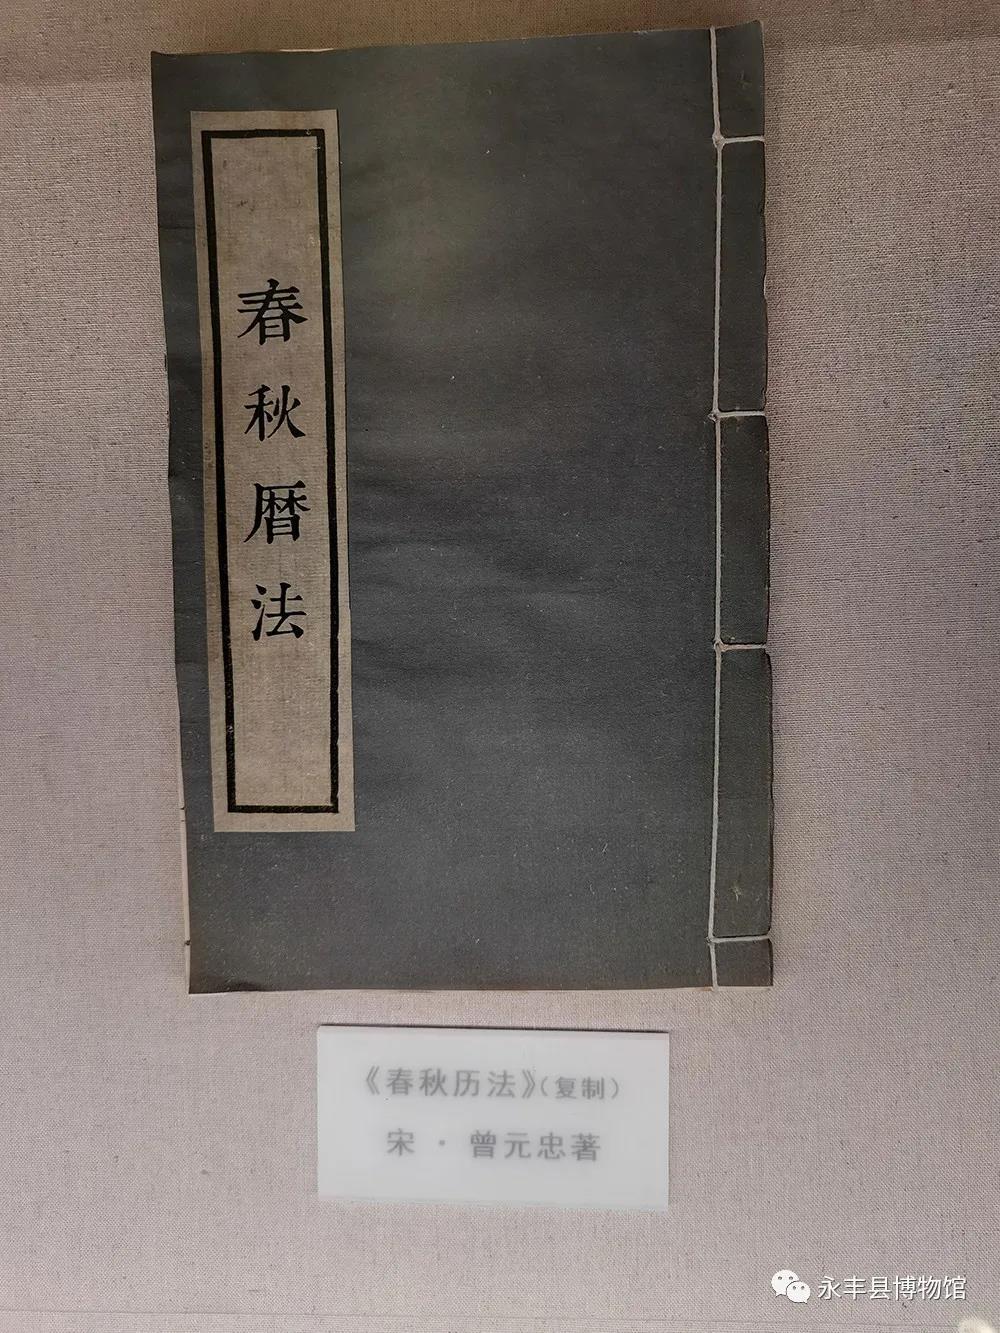 春秋暦法
《春秋历法》（复制）
宋·曾元忠著
永丰县博物馆